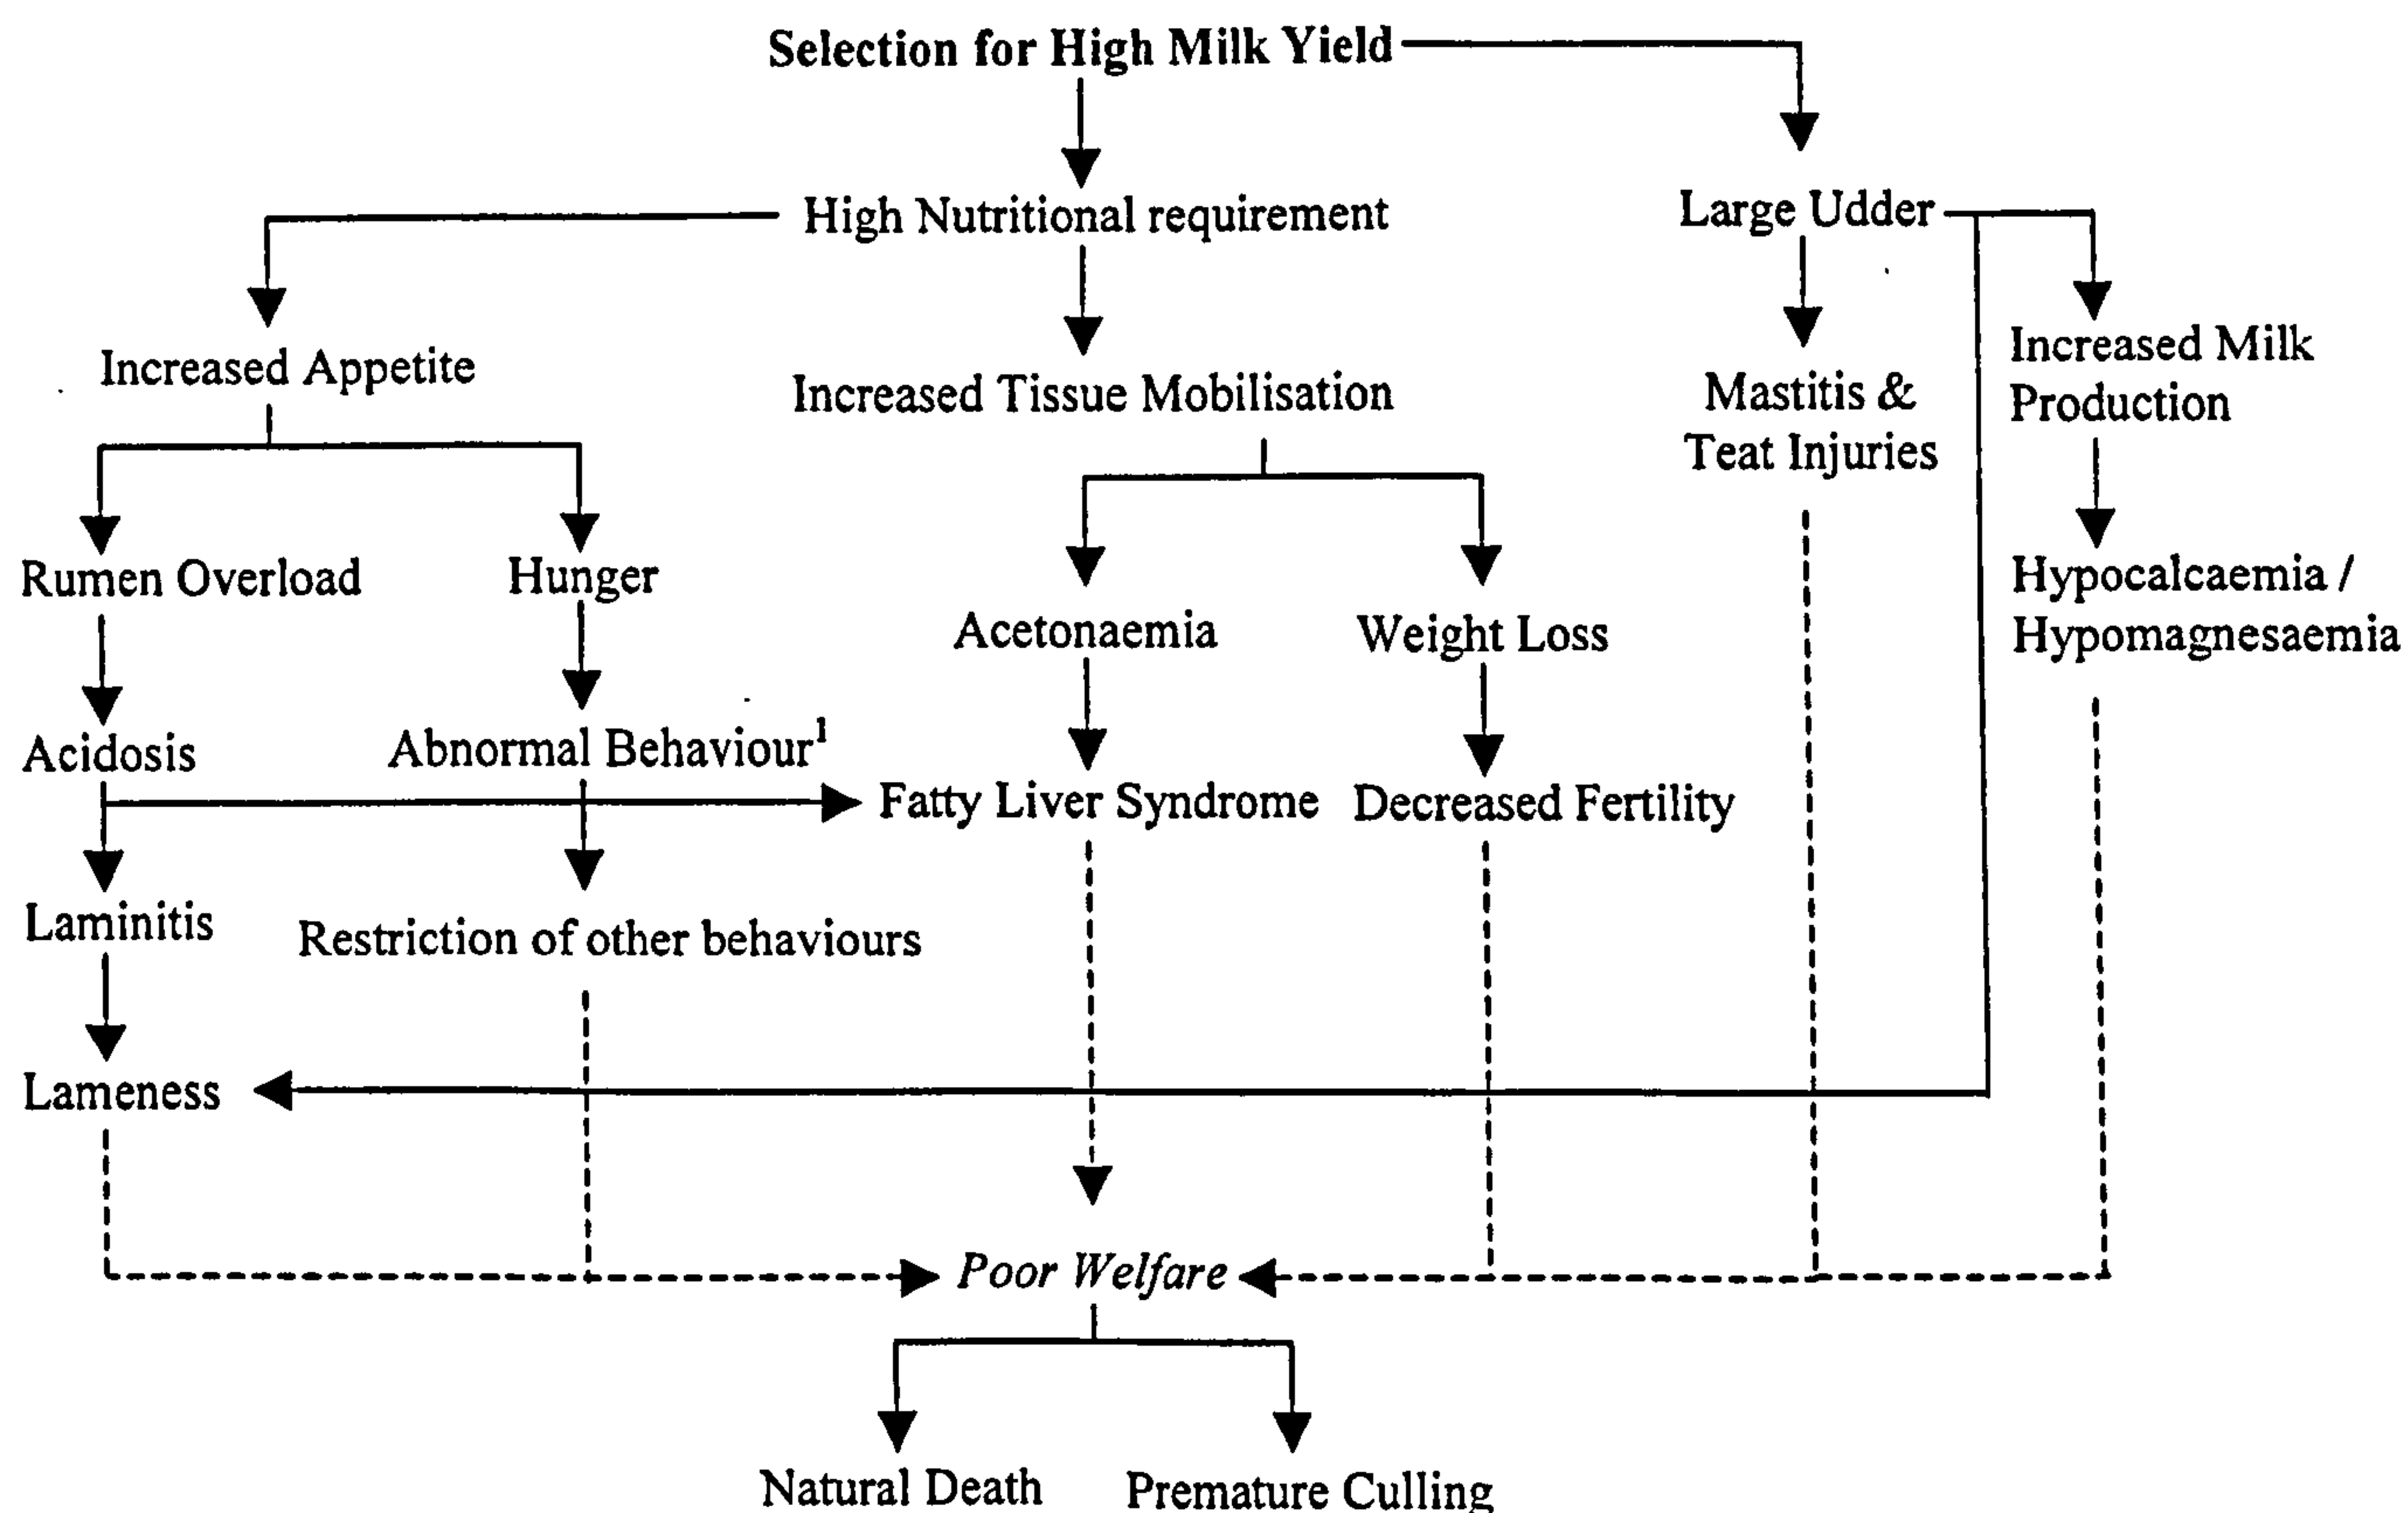 Selection for High Milk Yield
High Nutritional requirement
Large Udder
Increased Appetite
Increased Tissue Mobilisation
Mastitis &
Teat Injuries
Increased Milk
Production
Rumen Overload
Hunger
Acetonaemia
Weight Loss
Hypocalcaemia /
Hypomagnesaemia
Acidosis
Abnormal Behaviour¹
Fatty Liver Syndrome
Decreased Fertility
Laminitis
Restriction of other behaviours
Lameness
Poor Welfare
Natural Death
Premature Culling